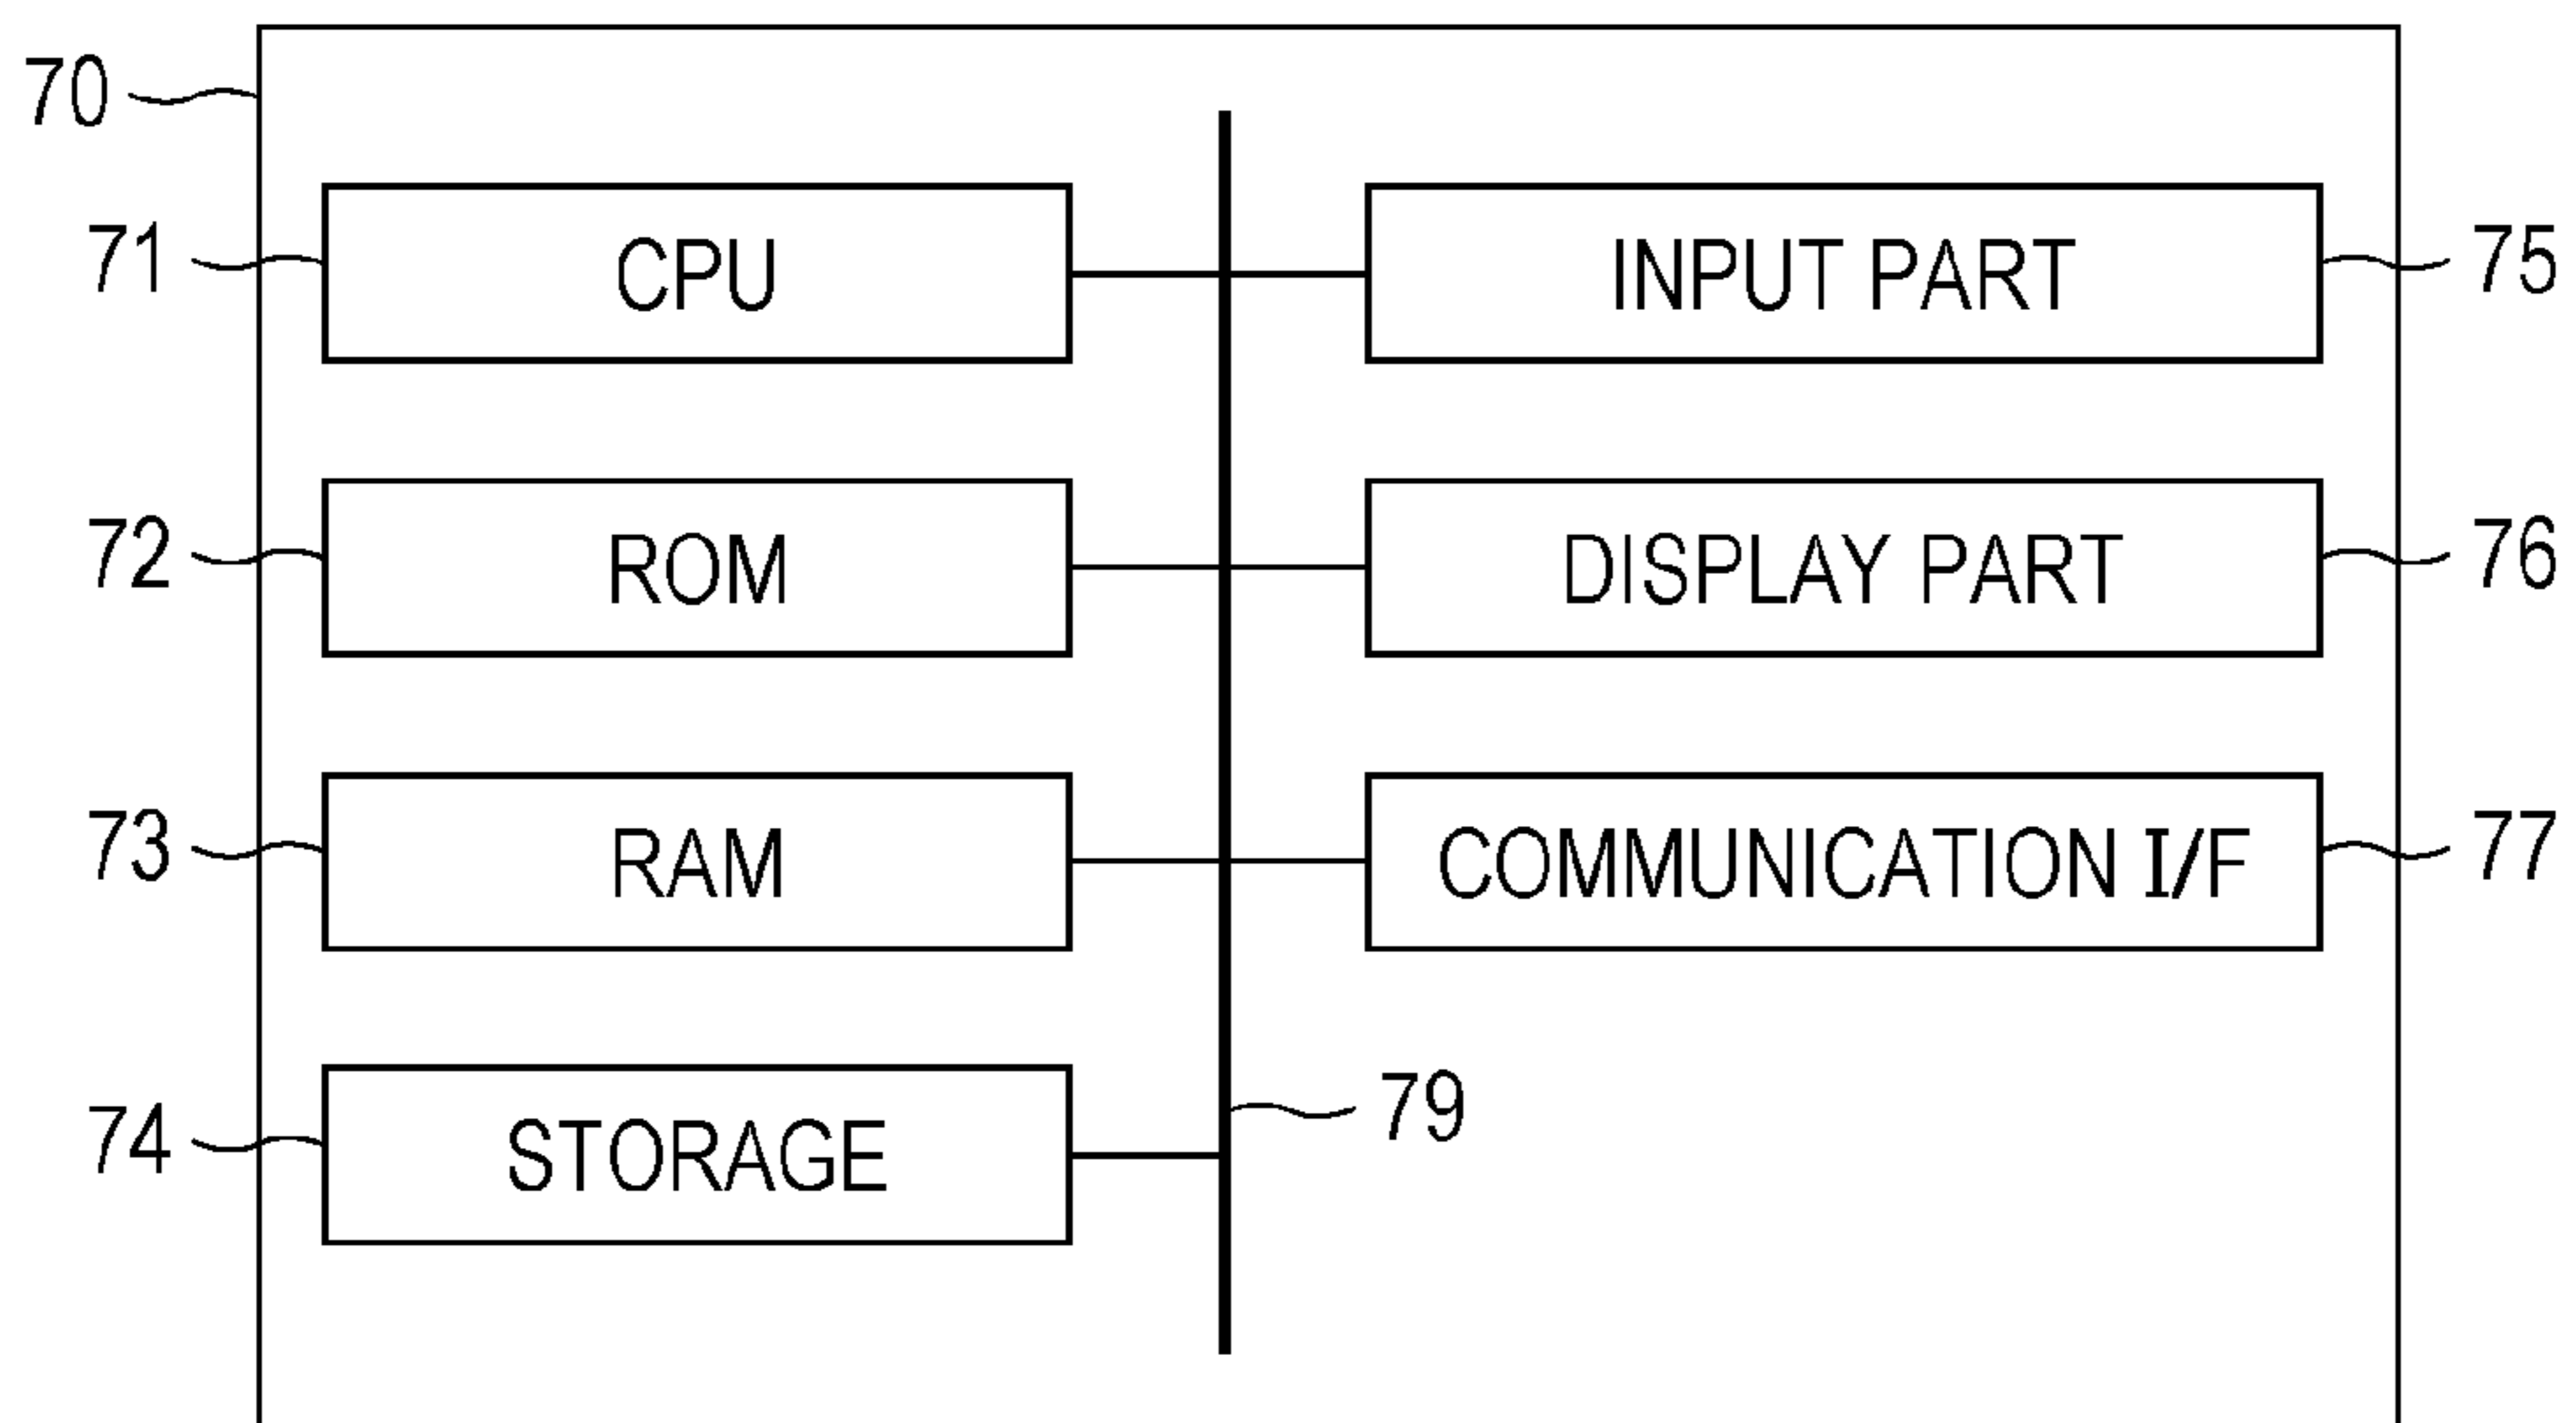 70
71 CPU INPUT PART 75
72 ROM DISPLAY PART 76
73 RAM COMMUNICATION I/F 77
74 STORAGE 79